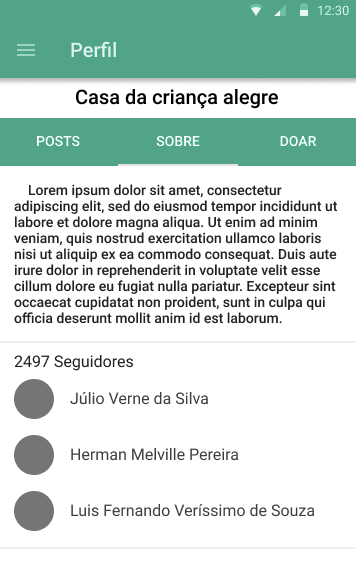 12:30
Perfil
Casa da criança alegre
POSTS SOBRE DOAR
Lorem ipsum dolor sit amet, consectetur
adipiscing elit, sed do eiusmod tempor incididunt ut
labore et dolore magna aliqua. Ut enim ad minim
veniam, quis nostrud exercitation ullamco laboris
nisi ut aliquip ex ea commodo consequat. Duis aute
irure dolor in reprehenderit in voluptate velit esse
cillum dolore eu fugiat nulla pariatur. Excepteur sint
occaecat cupidatat non proident, sunt in culpa qui
officia deserunt mollit anim id est laborum.
2497 Seguidores
Júlio Verne da Silva
Herman Melville Pereira
Luis Fernando Veríssimo de Souza